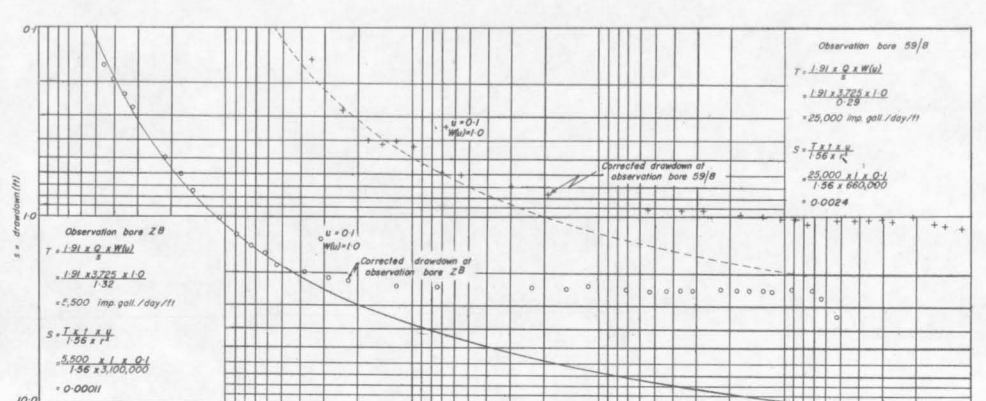 0·1
1·0
10·0
s = drawdown (ft)
Observation bore 59/8
T = 1·91 x Q x W(u)
s
= 1·91 x 3,725 x 1·0
0·29
= 25,000 imp. gall./day/ft
S = T x t x u
1·56 x r²
= 25,000 x 1 x 0·1
1·56 x 660,000
= 0·0024
u = 0·1
W(u) = 1·0
Corrected drawdown at
observation bore 59/8
Observation bore ZB
T = 1·91 x Q x W(u)
s
= 1·91 x 3,725 x 1·0
1·32
= 5,500 imp. gall./day/ft
S = T x t x u
1·56 x r²
= 5,500 x 1 x 0·1
1·56 x 3,100,000
= 0·00011
u = 0·1
W(u) = 1·0
Corrected drawdown at
observation bore ZB